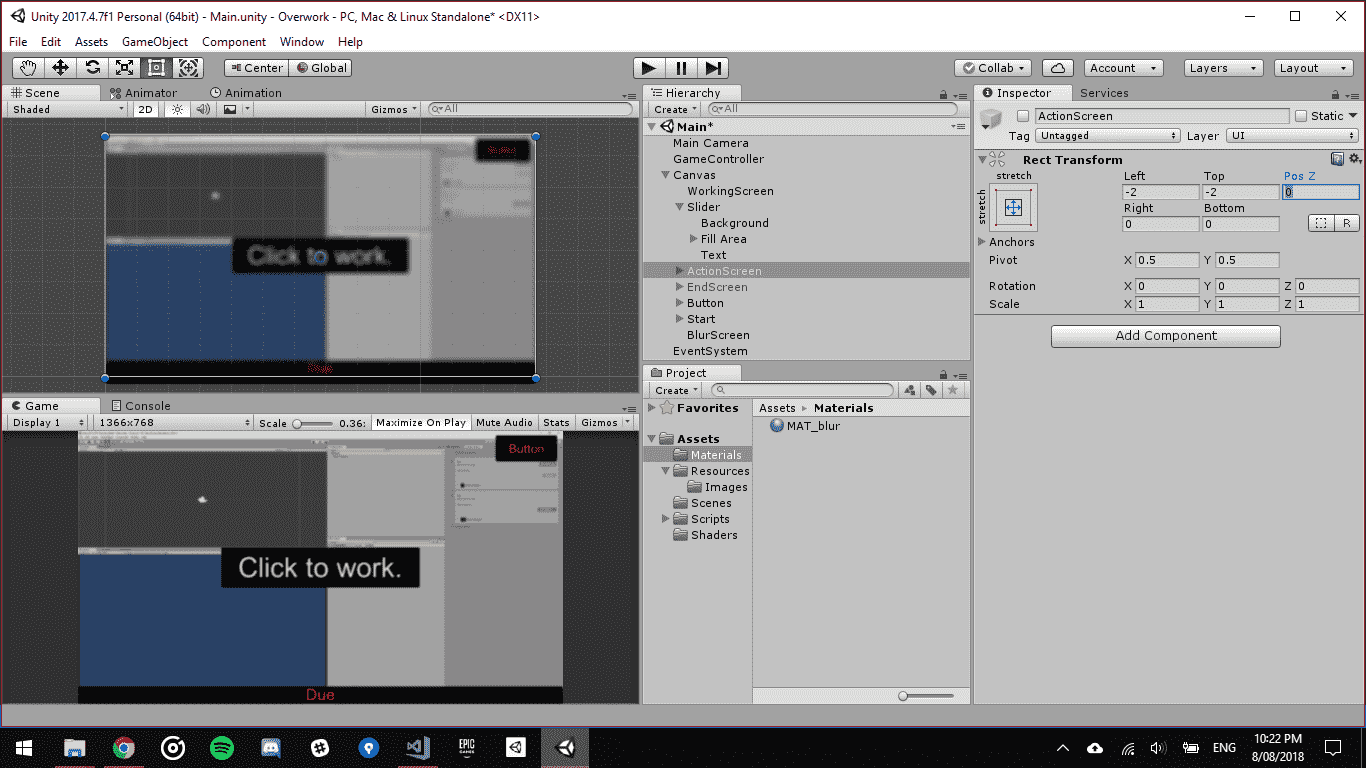 Unity 2017.4.7f1 Personal (64bit) - Main.unity - Overwork - PC, Mac & Linux Standalone* <DX11>
File Edit Assets GameObject Component Window Help
Center Global Collab Account Layers Layout
Scene Animator Animation
Shaded 2D Gizmos All
Click to work.
Due
Game Console
Display 1 1366x768 Scale 0.36: Maximize On Play Mute Audio Stats Gizmos
Button
Click to work.
Due
Hierarchy
Create All
Main*
Main Camera
GameController
Canvas
WorkingScreen
Slider
Background
Fill Area
Text
ActionScreen
EndScreen
Button
Start
BlurScreen
EventSystem
Project
Create
Favorites
Assets
Materials
Resources
Images
Scenes
Scripts
Shaders
Assets Materials
MAT_blur
Inspector Services
ActionScreen Static
Tag Untagged Layer UI
Rect Transform
stretch Left Top Pos Z
stretch -2 -2 0
Right Bottom
0 0 R
Anchors
Pivot X 0.5 Y 0.5
Rotation X 0 Y 0 Z 0
Scale X 1 Y 1 Z 1
Add Component
EPIC GAMES
ENG
10:22 PM
8/08/2018